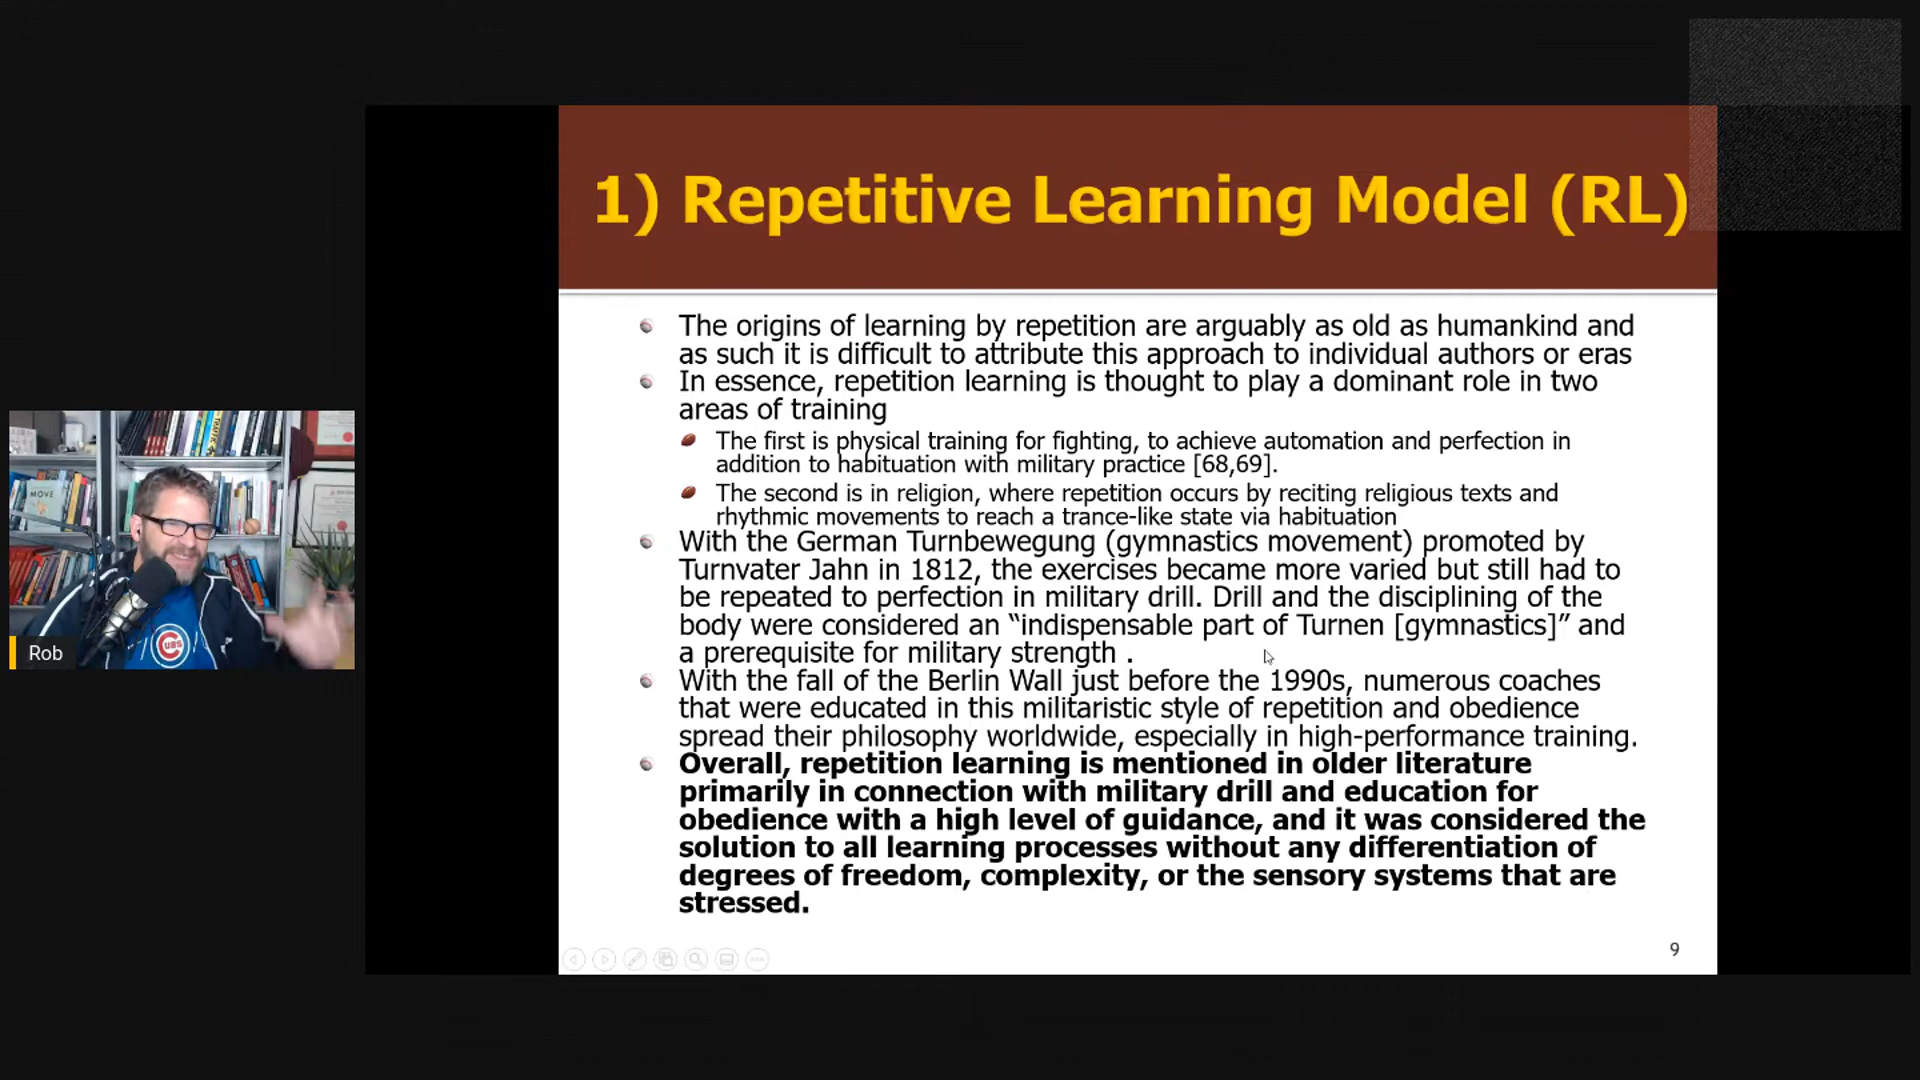 1) Repetitive Learning Model (RL)
The origins of learning by repetition are arguably as old as humankind and
as such it is difficult to attribute this approach to individual authors or eras
In essence, repetition learning is thought to play a dominant role in two
areas of training
The first is physical training for fighting, to achieve automation and perfection in
addition to habituation with military practice [68,69].
The second is in religion, where repetition occurs by reciting religious texts and
rhythmic movements to reach a trance-like state via habituation
With the German Turnbewegung (gymnastics movement) promoted by
Turnvater Jahn in 1812, the exercises became more varied but still had to
be repeated to perfection in military drill. Drill and the disciplining of the
body were considered an “indispensable part of Turnen [gymnastics]” and
a prerequisite for military strength .
With the fall of the Berlin Wall just before the 1990s, numerous coaches
that were educated in this militaristic style of repetition and obedience
spread their philosophy worldwide, especially in high-performance training.
Overall, repetition learning is mentioned in older literature
primarily in connection with military drill and education for
obedience with a high level of guidance, and it was considered the
solution to all learning processes without any differentiation of
degrees of freedom, complexity, or the sensory systems that are
stressed.
9
MOVE
CUBS
Rob